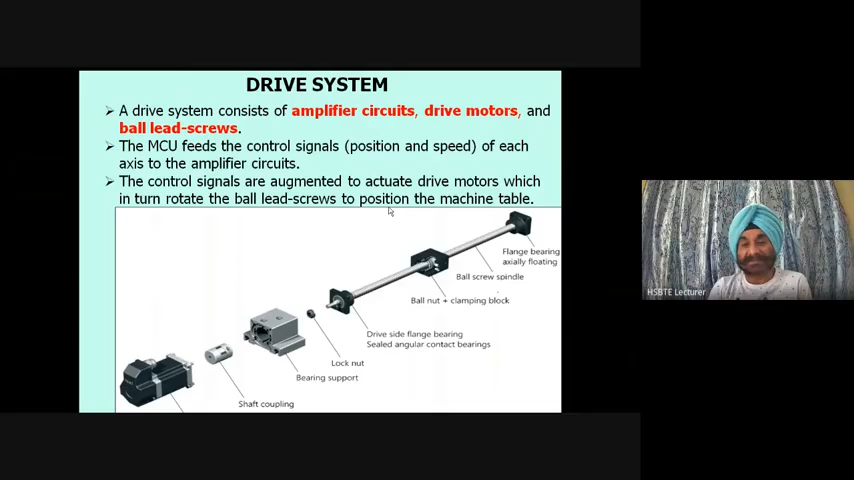 DRIVE SYSTEM
➢ A drive system consists of amplifier circuits, drive motors, and
ball lead-screws.
➢ The MCU feeds the control signals (position and speed) of each
axis to the amplifier circuits.
➢ The control signals are augmented to actuate drive motors which
in turn rotate the ball lead-screws to position the machine table.
Flange bearing
axially floating
Ball screw spindle
Ball nut + clamping block
Drive side flange bearing
Sealed angular contact bearings
Lock nut
Bearing support
Shaft coupling
HSBTE Lecturer